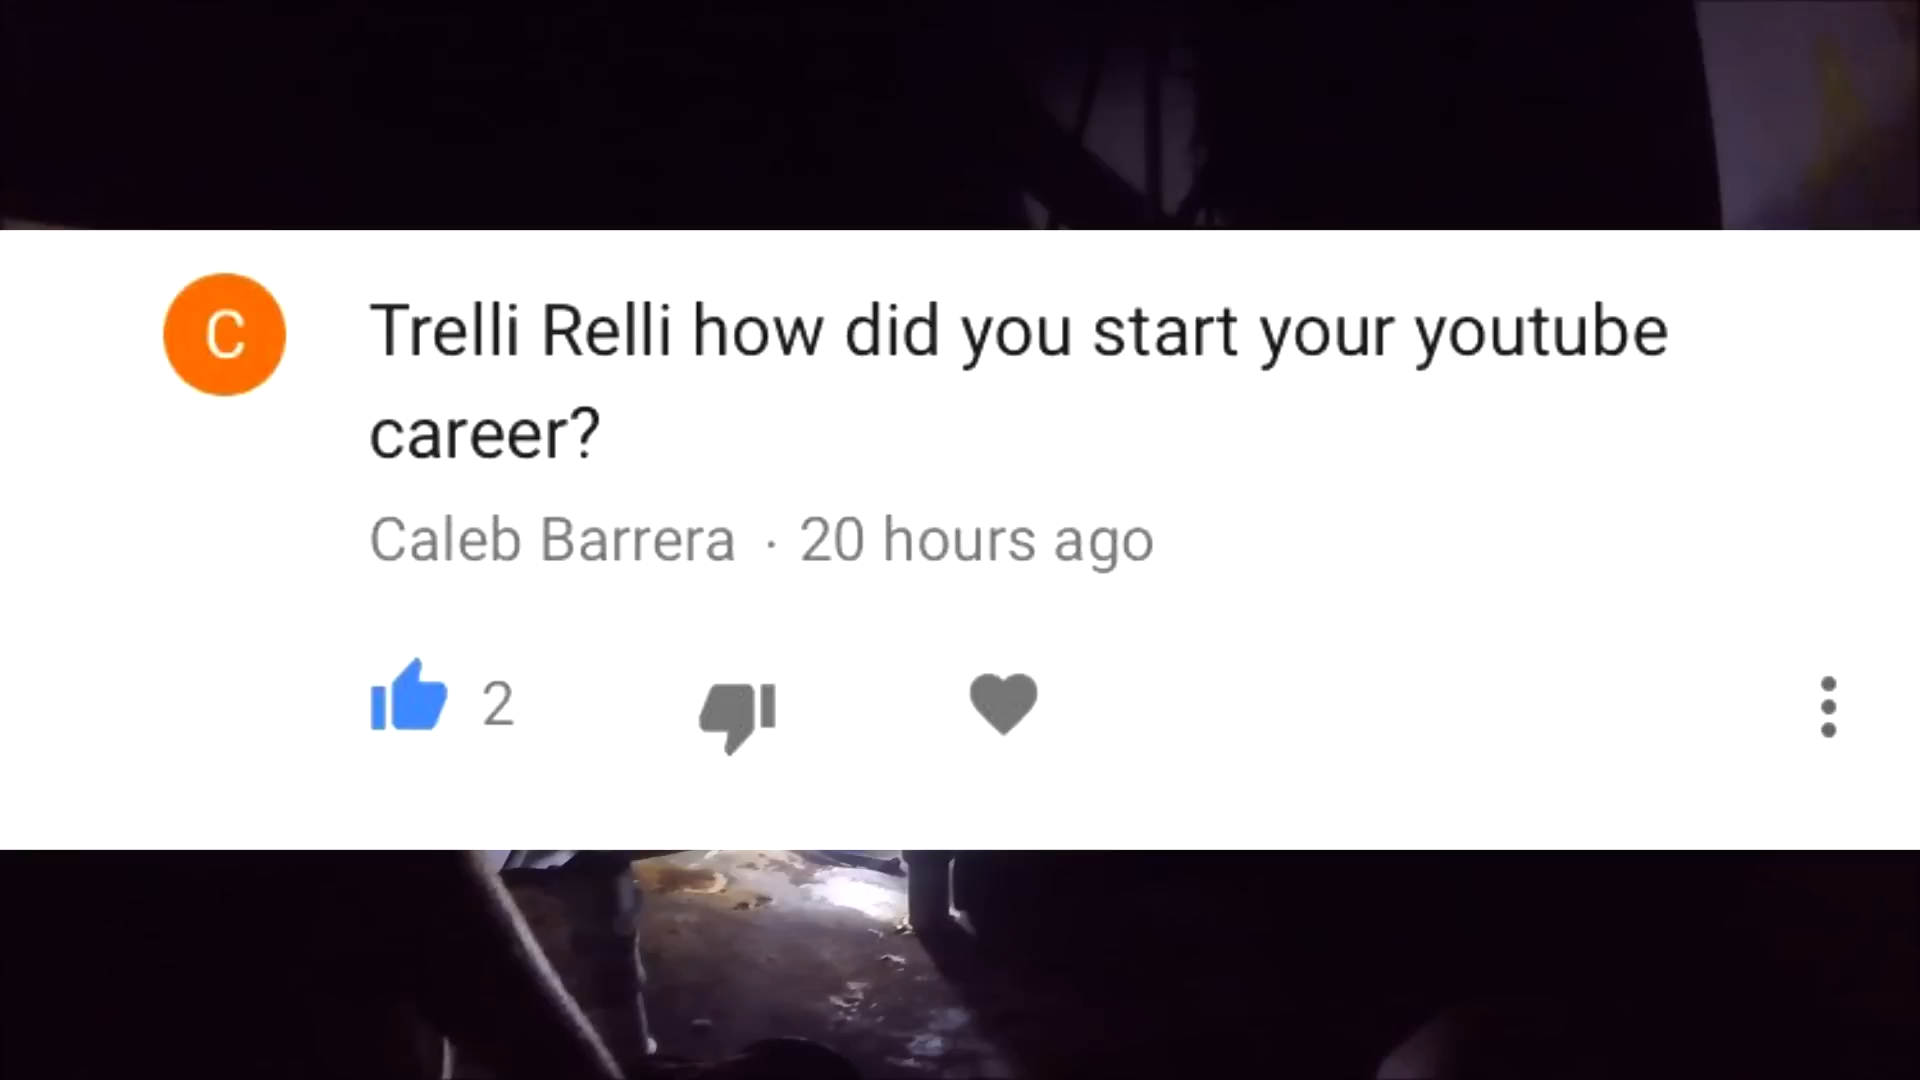 C
Trelli Relli how did you start your youtube
career?
Caleb Barrera · 20 hours ago
2